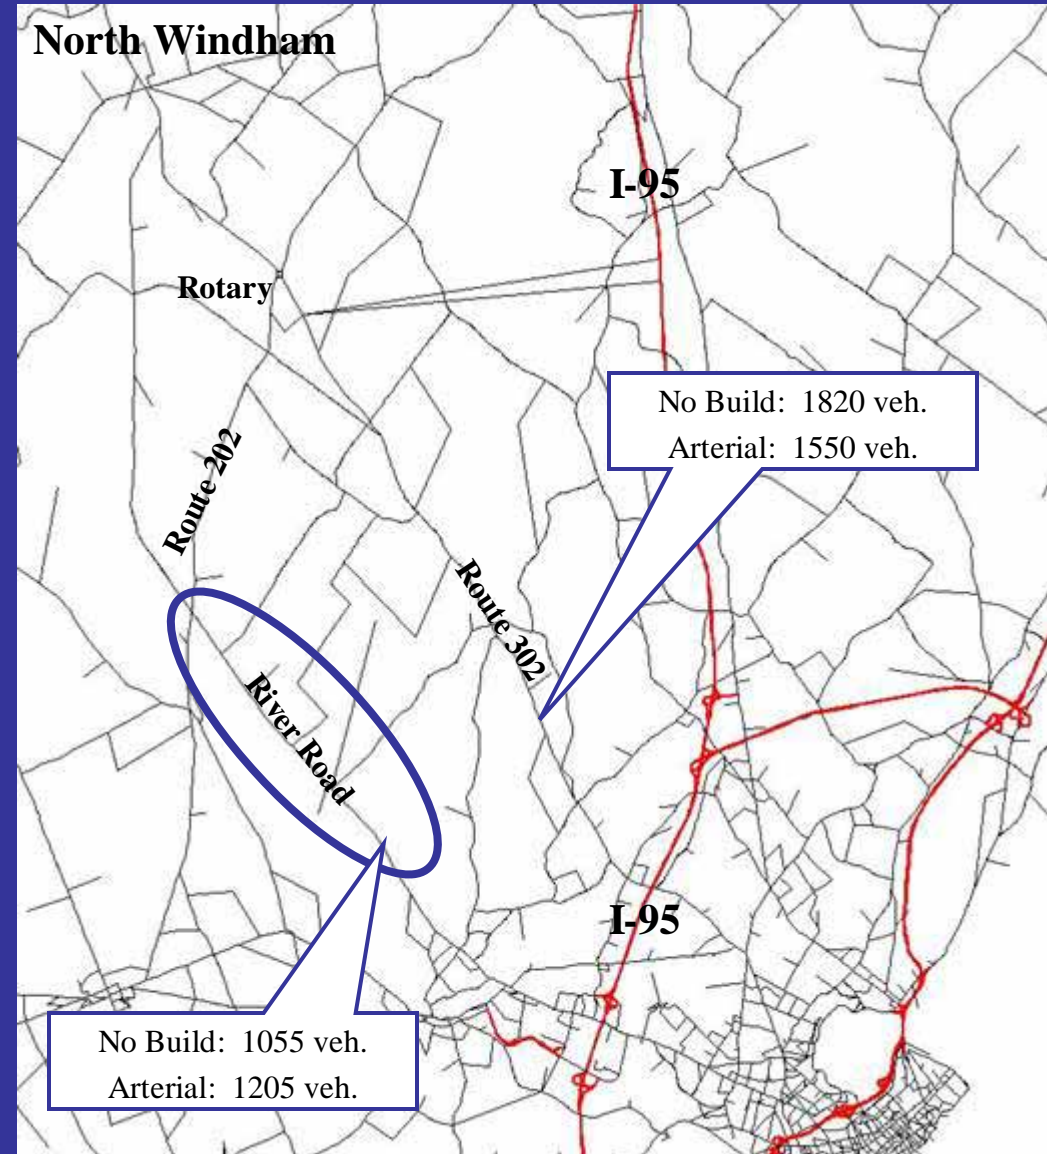 North Windham
I-95
Rotary
No Build: 1820 veh.
Arterial: 1550 veh.
Route 202
Route 302
River Road
I-95
No Build: 1055 veh.
Arterial: 1205 veh.